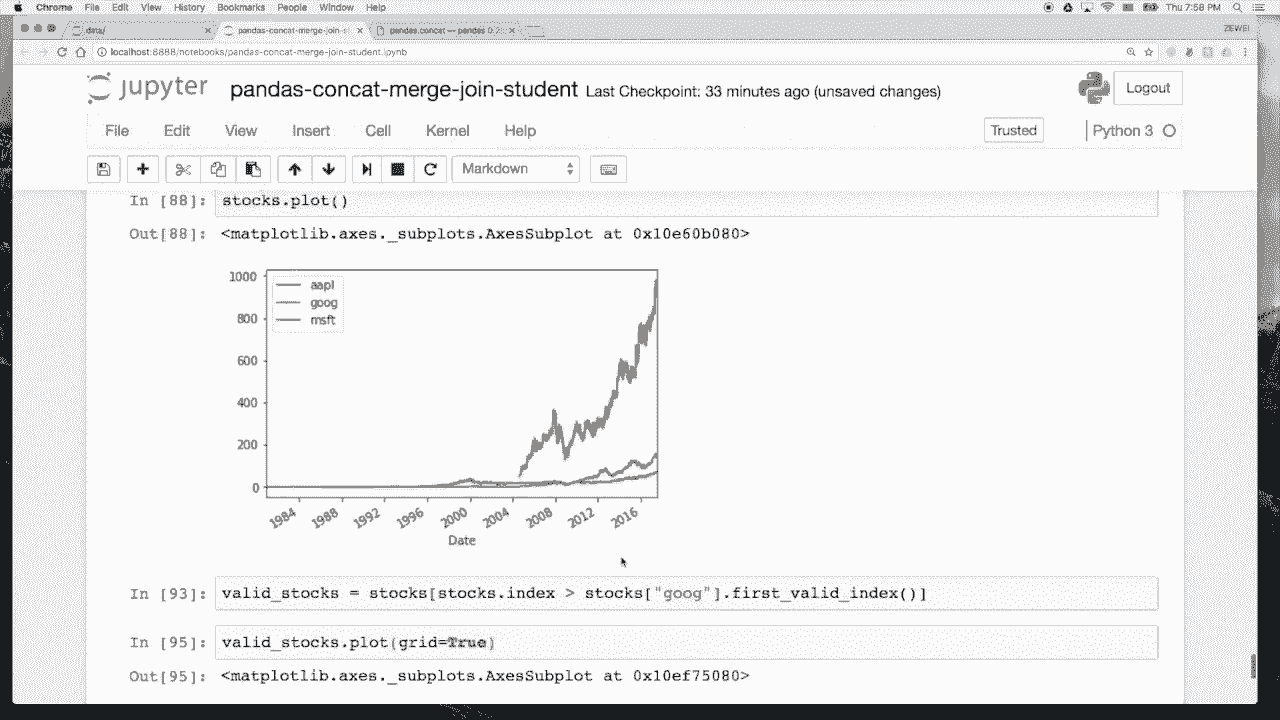 Chrome File Edit View History Bookmarks People Window Help Thu 7:58 PM
data/ pandas-concat-merge-join-s pandas.concat — pandas 0.2 ZEWEI
localhost:8888/notebooks/pandas-concat-merge-join-student.ipynb
jupyter pandas-concat-merge-join-student Last Checkpoint: 33 minutes ago (unsaved changes) Logout
File Edit View Insert Cell Kernel Help Trusted Python 3
Markdown
In [88]: stocks.plot()
Out[88]: <matplotlib.axes._subplots.AxesSubplot at 0x10e60b080>
1000
800
600
400
200
0
aapl
goog
msft
1984 1988 1992 1996 2000 2004 2008 2012 2016
Date
In [93]: valid_stocks = stocks[stocks.index > stocks["goog"].first_valid_index()]
In [95]: valid_stocks.plot(grid=True)
Out[95]: <matplotlib.axes._subplots.AxesSubplot at 0x10ef75080>